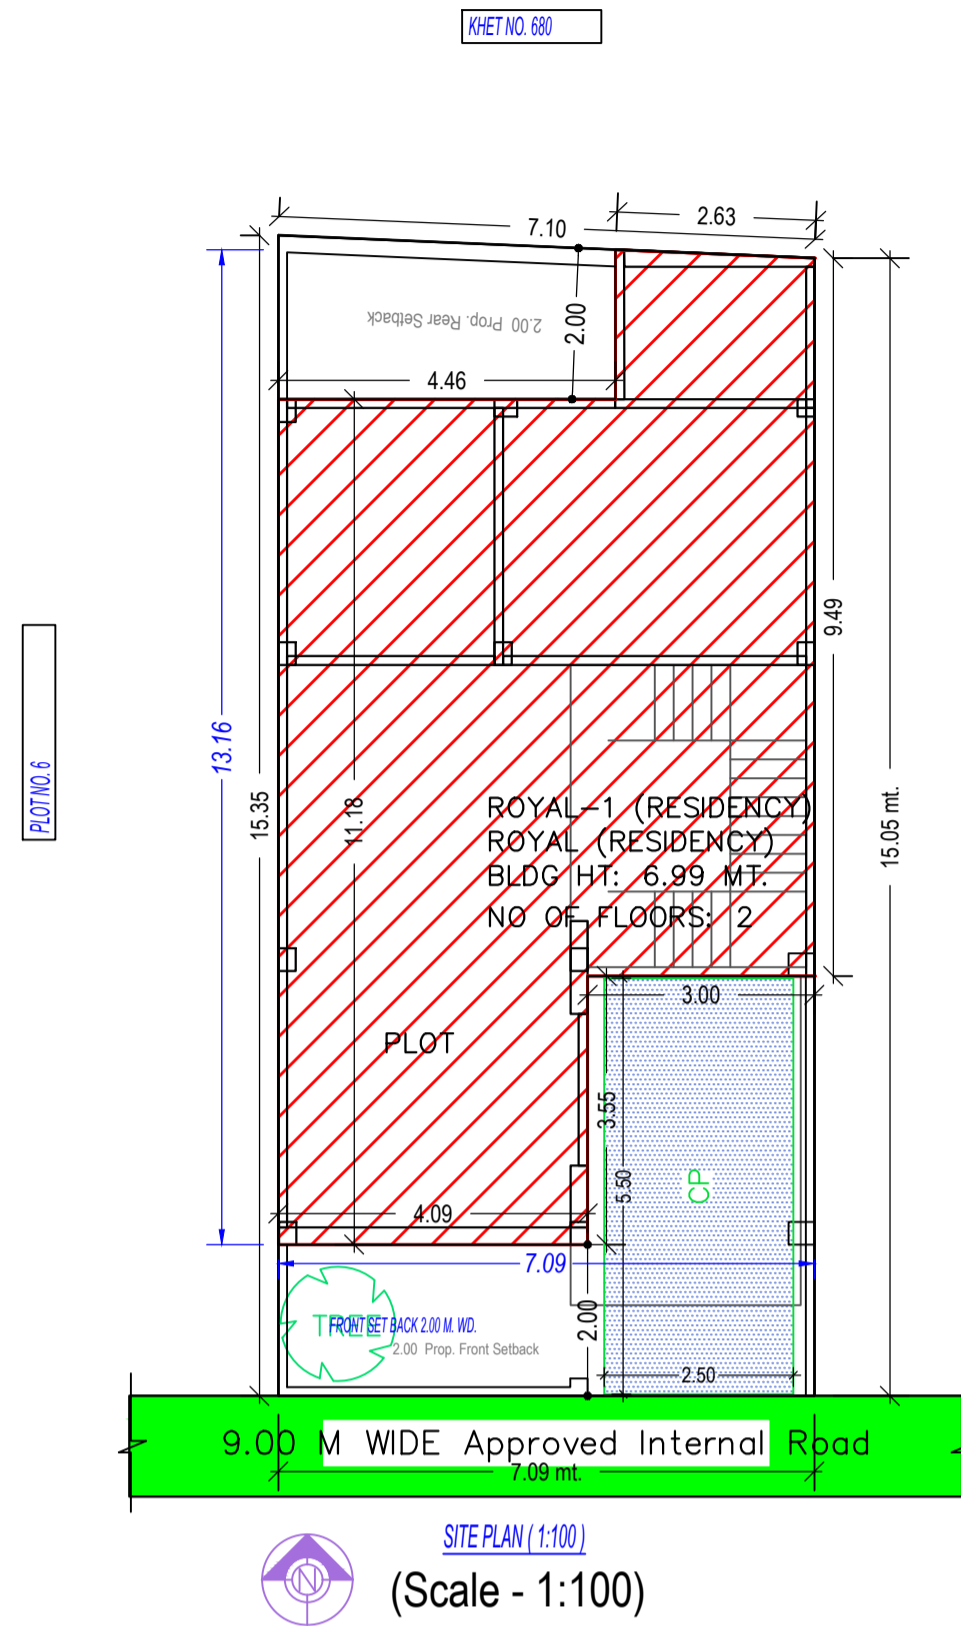 KHET NO. 680
7.10
2.63
2.00 Prop. Rear Setback
2.00
4.46
9.49
13.16
15.35
11.18
15.05 mt.
PLOT NO. 6
ROYAL-1 (RESIDENCY)
ROYAL (RESIDENCY)
BLDG HT: 6.99 MT.
NO OF FLOORS: 2
3.00
PLOT
3.55
5.50
CP
4.09
7.09
TREE
FRONT SET BACK 2.00 M. WD.
2.00 Prop. Front Setback
2.00
2.50
9.00 M WIDE Approved Internal Road
7.09 mt.
SITE PLAN ( 1:100 )
N
(Scale - 1:100)